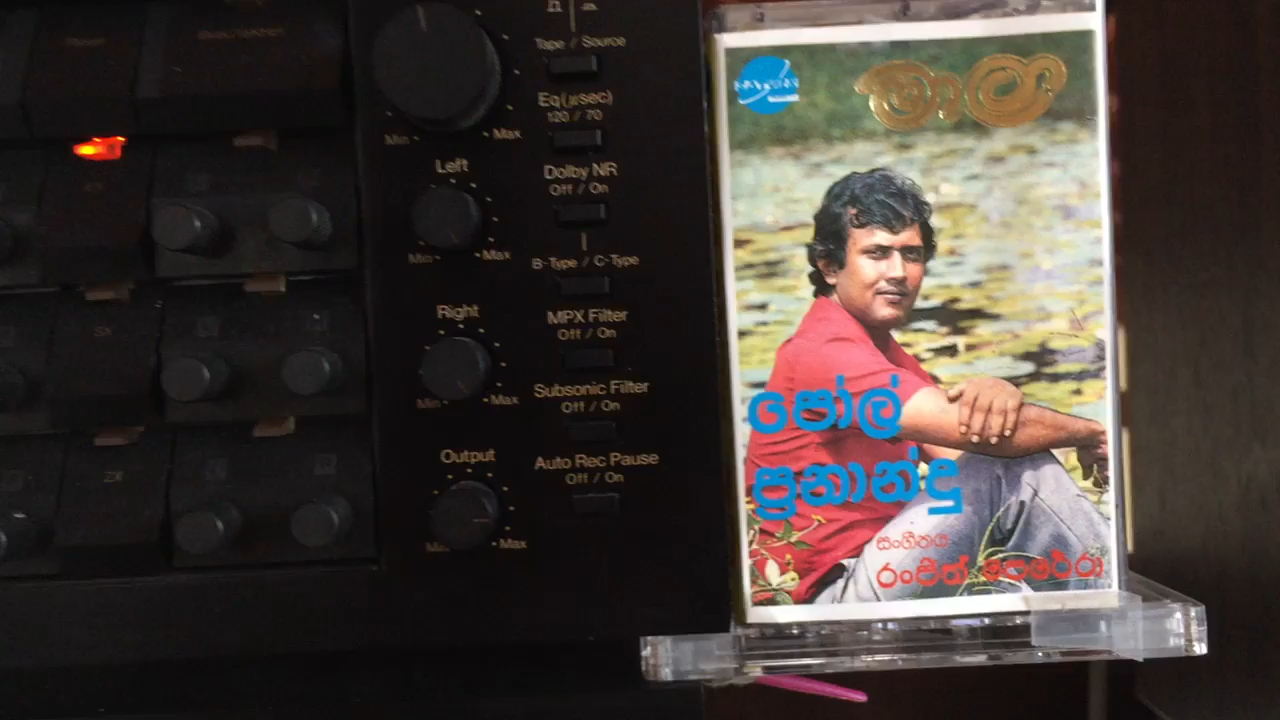 Tape / Source
Eq (µsec)
120 / 70
Min
Max
Left
Dolby NR
Off / On
Min
Max
B-Type / C-Type
Right
MPX Filter
Off / On
Min
Max
Subsonic Filter
Off / On
Output
Auto Rec Pause
Off / On
Max
මාලා
පෝල්
ප්‍රනාන්දු
සංගීතය
රංජිත් පෙරේරා